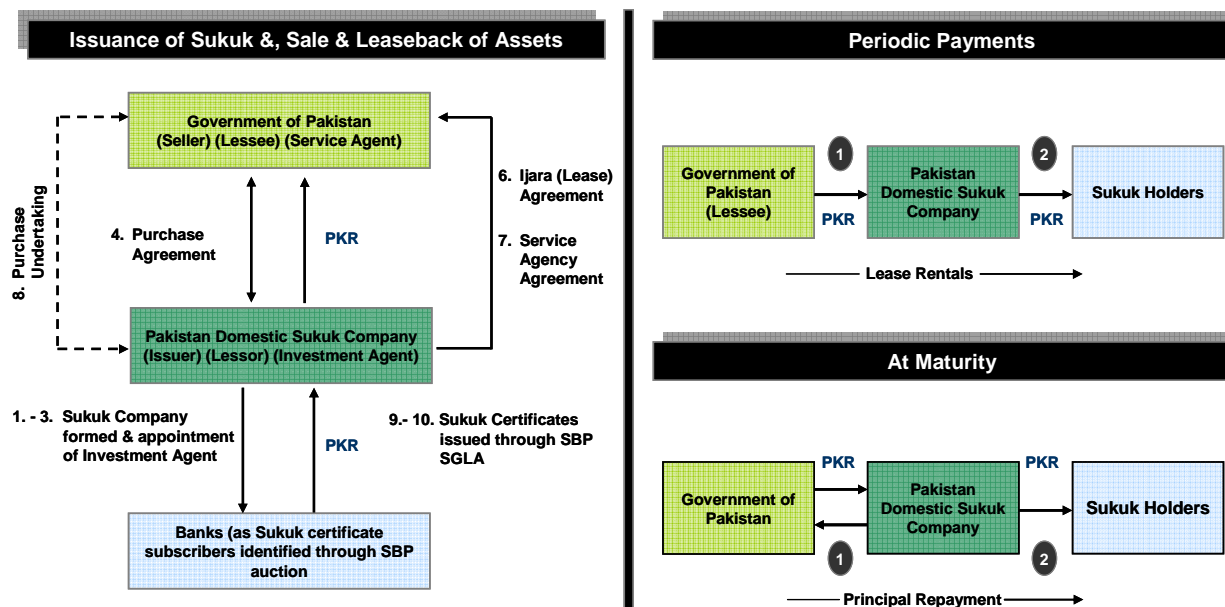 Issuance of Sukuk &, Sale & Leaseback of Assets
Government of Pakistan
(Seller) (Lessee) (Service Agent)
8. Purchase
Undertaking
4. Purchase
Agreement
PKR
6. Ijara (Lease)
Agreement
7. Service
Agency
Agreement
Pakistan Domestic Sukuk Company
(Issuer) (Lessor) (Investment Agent)
1. - 3. Sukuk Company
formed & appointment
of Investment Agent
PKR
9.- 10. Sukuk Certificates
issued through SBP
SGLA
Banks (as Sukuk certificate
subscribers identified through SBP
auction
Periodic Payments
Government of
Pakistan
(Lessee)
1
PKR
Pakistan
Domestic Sukuk
Company
2
PKR
Sukuk Holders
Lease Rentals
At Maturity
Government of
Pakistan
PKR
1
Pakistan
Domestic Sukuk
Company
PKR
2
Sukuk Holders
Principal Repayment